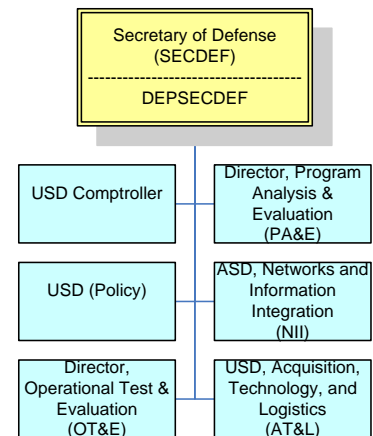 Secretary of Defense
(SECDEF)
------------------------------------
DEPSECDEF
USD Comptroller
Director, Program
Analysis &
Evaluation
(PA&E)
USD (Policy)
ASD, Networks and
Information
Integration
(NII)
Director,
Operational Test &
Evaluation
(OT&E)
USD, Acquisition,
Technology, and
Logistics
(AT&L)